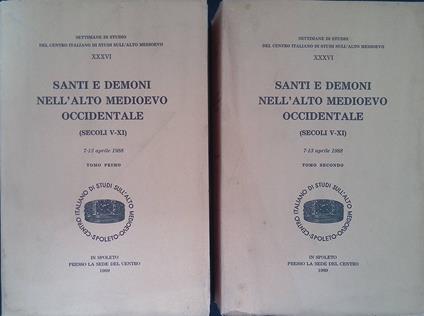 SETTIMANE DI STUDIO
DEL CENTRO ITALIANO DI STUDI SULL'ALTO MEDIOEVO
XXXVI
SANTI E DEMONI
NELL'ALTO MEDIOEVO
OCCIDENTALE
(SECOLI V-XI)
7-13 aprile 1988
TOMO PRIMO
CENTRO ITALIANO DI STUDI SULL'ALTO MEDIOEVO
SPOLETO
IN SPOLETO
PRESSO LA SEDE DEL CENTRO
1989
SETTIMANE DI STUDIO
DEL CENTRO ITALIANO DI STUDI SULL'ALTO MEDIOEVO
XXXVI
SANTI E DEMONI
NELL'ALTO MEDIOEVO
OCCIDENTALE
(SECOLI V-XI)
7-13 aprile 1988
TOMO SECONDO
CENTRO ITALIANO DI STUDI SULL'ALTO MEDIOEVO
SPOLETO
IN SPOLETO
PRESSO LA SEDE DEL CENTRO
1989